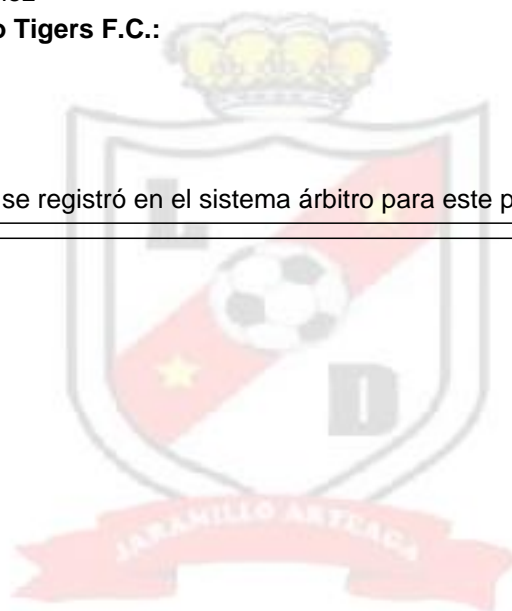 o Tigers F.C.:
se registró en el sistema árbitro para este p
L
D
JARAMILLO ARTEAGA